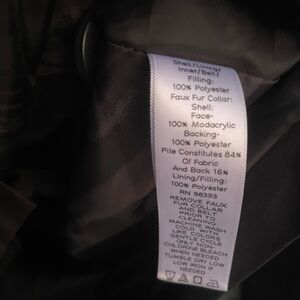 Shell/Lining/
Inner/Belt/
Filling:
100% Polyester
Faux Fur Collar:
Shell:
Face-
100% Modacrylic
Backing-
100% Polyester
Pile Constitutes 84%
Of Fabric
And Back 16%
Lining/Filling:
100% Polyester
RN 98393
REMOVE FAUX
FUR COLLAR
AND BELT
PRIOR TO
CLEANING
MACHINE WASH
COLD WITH
LIKE COLORS
GENTLE CYCLE
ONLY NON-
CHLORINE BLEACH
WHEN NEEDED
TUMBLE DRY LOW
LOW IRON IF
NEEDED